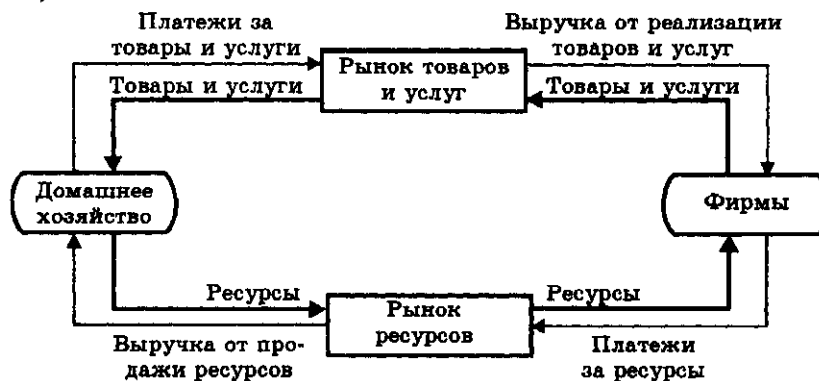 Платежи за
товары и услуги
Выручка от реализации
товаров и услуг
Рынок товаров
и услуг
Товары и услуги
Товары и услуги
Домашнее
хозяйство
Фирмы
Ресурсы
Рынок
ресурсов
Ресурсы
Выручка от про-
дажи ресурсов
Платежи
за ресурсы